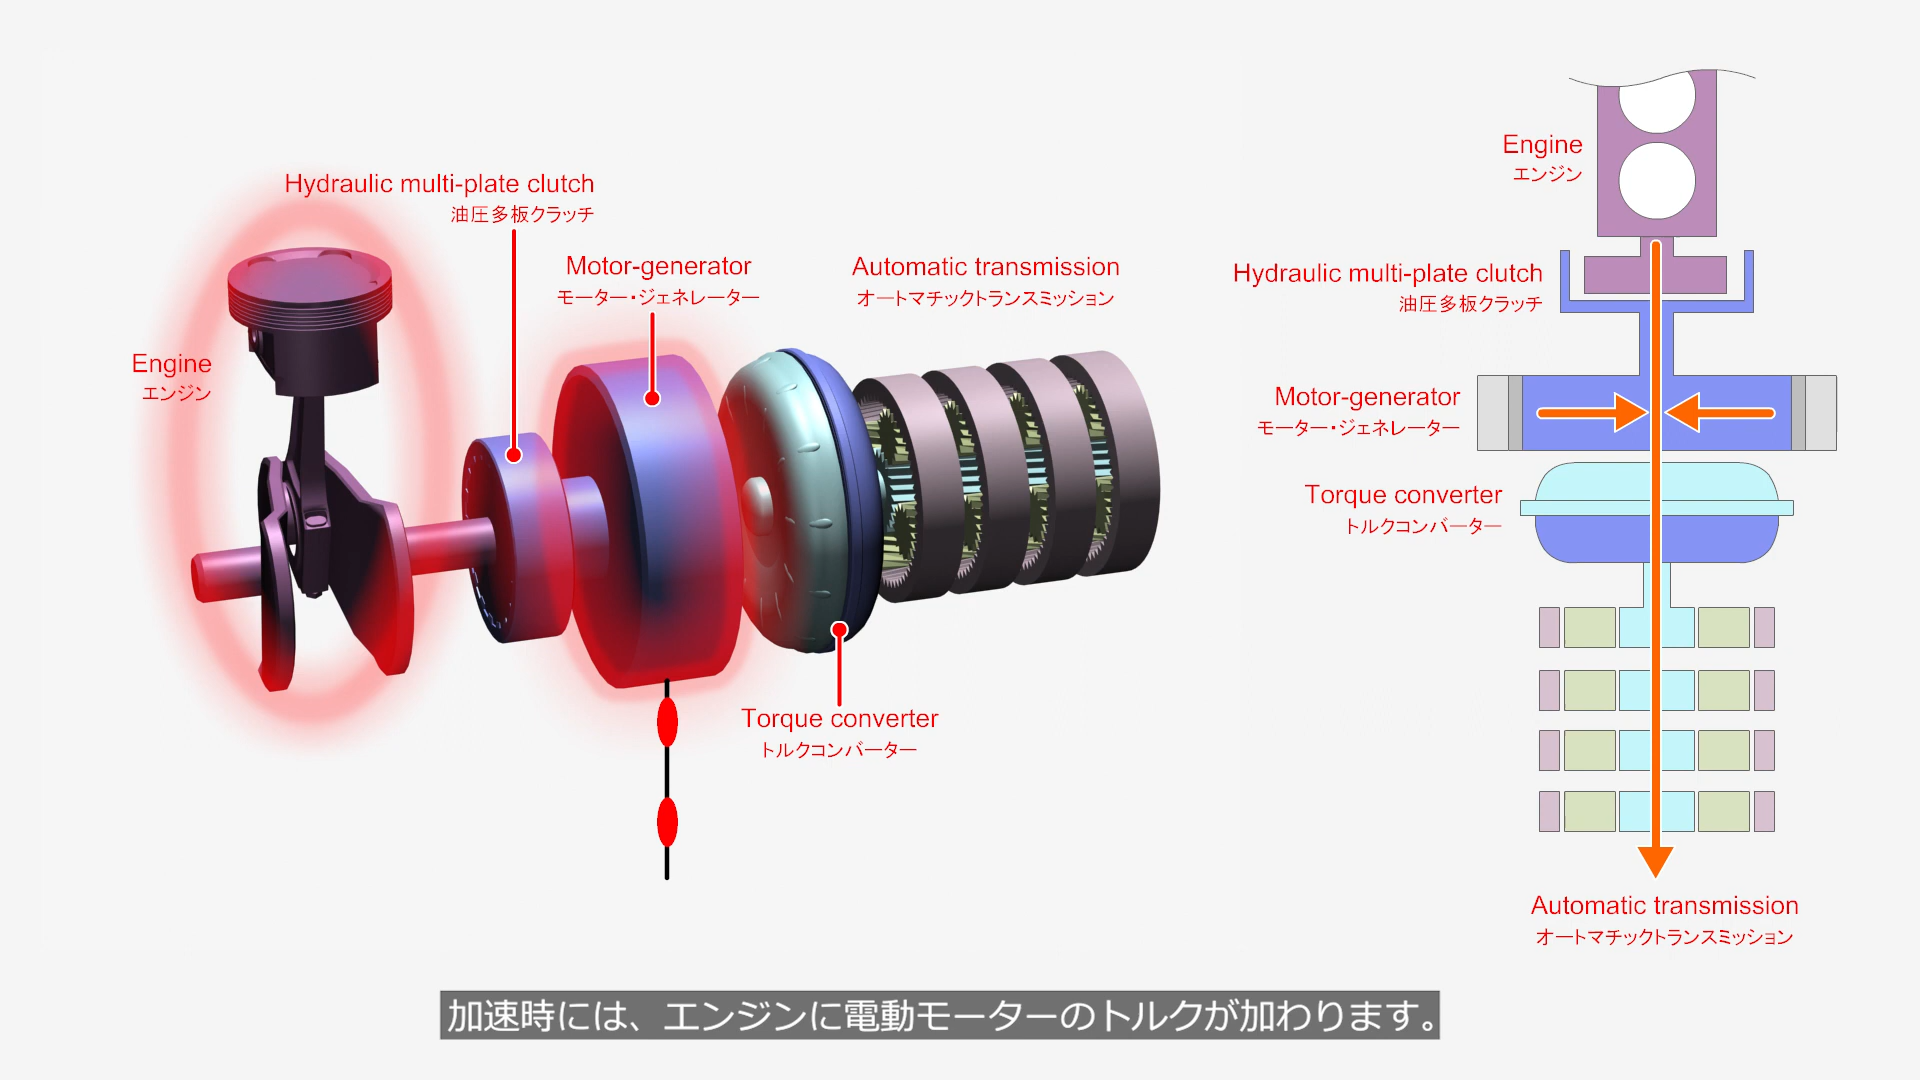 Hydraulic multi-plate clutch
油圧多板クラッチ
Motor-generator
モーター・ジェネレーター
Automatic transmission
オートマチックトランスミッション
Engine
エンジン
Torque converter
トルクコンバーター
Engine
エンジン
Hydraulic multi-plate clutch
油圧多板クラッチ
Motor-generator
モーター・ジェネレーター
Torque converter
トルクコンバーター
Automatic transmission
オートマチックトランスミッション
加速時には、エンジンに電動モーターのトルクが加わります。